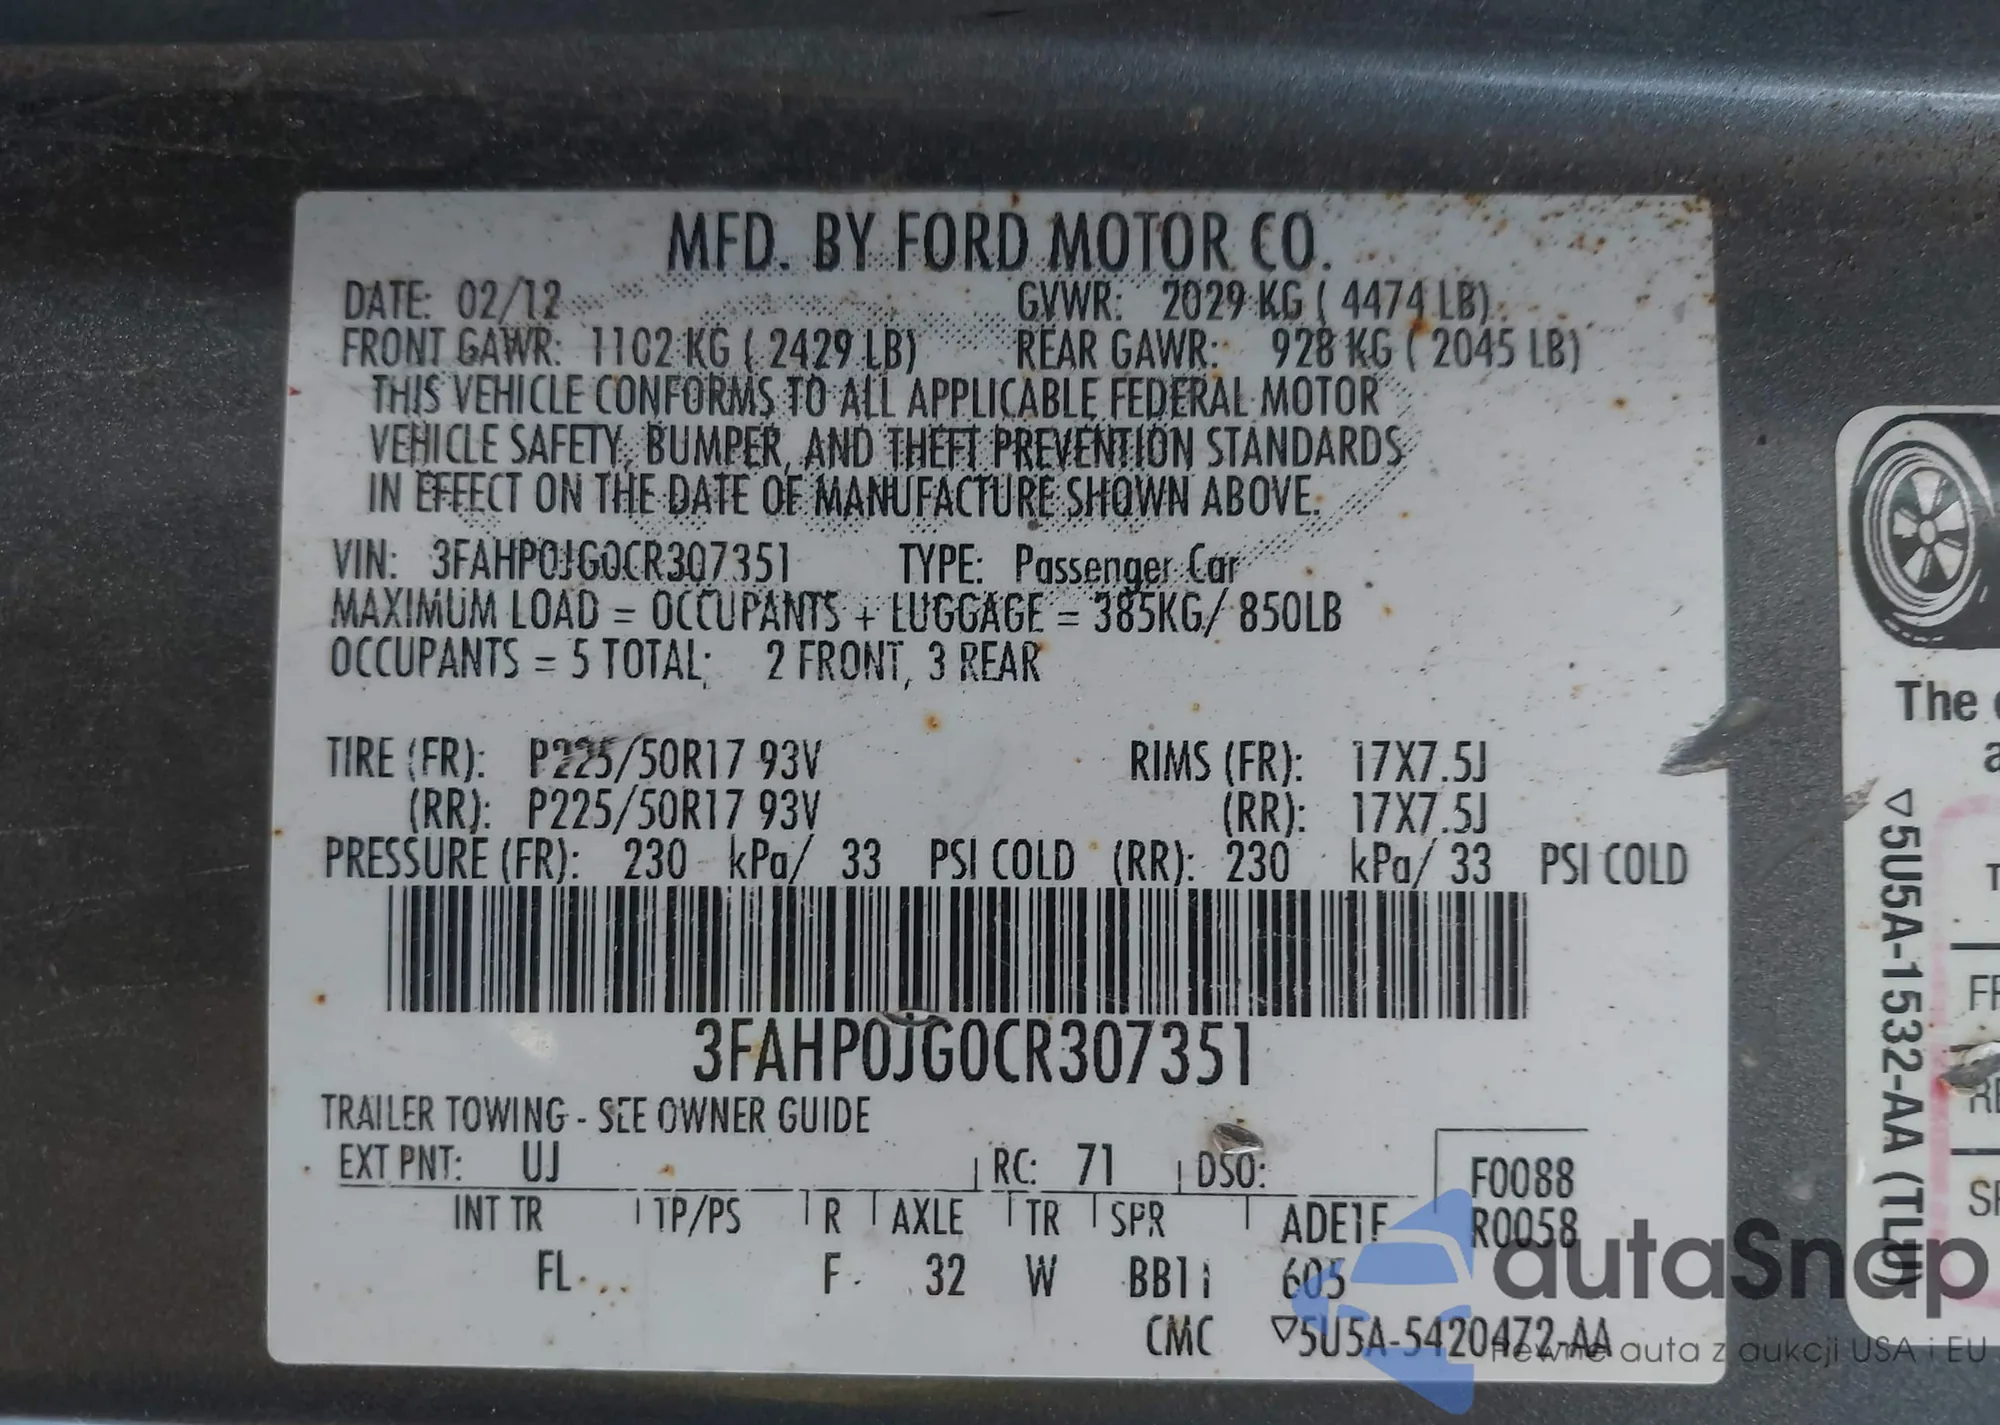 MFD. BY FORD MOTOR CO.
DATE: 02/12 GVWR: 2029 KG ( 4474 LB)
FRONT GAWR: 1102 KG ( 2429 LB) REAR GAWR: 928 KG ( 2045 LB)
THIS VEHICLE CONFORMS TO ALL APPLICABLE FEDERAL MOTOR
VEHICLE SAFETY, BUMPER, AND THEFT PREVENTION STANDARDS
IN EFFECT ON THE DATE OF MANUFACTURE SHOWN ABOVE.
VIN: 3FAHP0JG0CR307351 TYPE: Passenger Car
MAXIMUM LOAD = OCCUPANTS + LUGGAGE = 385KG/ 850LB
OCCUPANTS = 5 TOTAL; 2 FRONT, 3 REAR
TIRE (FR): P225/50R17 93V RIMS (FR): 17X7.5J
(RR): P225/50R17 93V (RR): 17X7.5J
PRESSURE (FR): 230 kPa/ 33 PSI COLD (RR): 230 kPa/ 33 PSI COLD
3FAHP0JG0CR307351
TRAILER TOWING - SEE OWNER GUIDE
EXT PNT: UJ RC: 71 DSO: F0088
INT TR TP/PS R AXLE TR SPR R0058
FL F 32 W BB11
CMC ▽5U5A-5420472-AA
The
▽5U5A-1532-AA (TLU)
autaSnap
Pewne auta z aukcji USA i EU